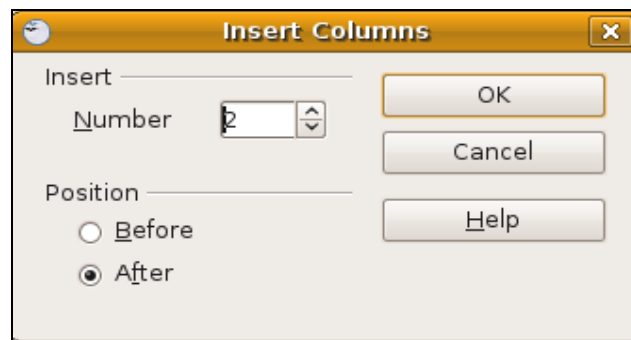 Insert Columns
Insert
Number 2
Position
Before
After
OK
Cancel
Help